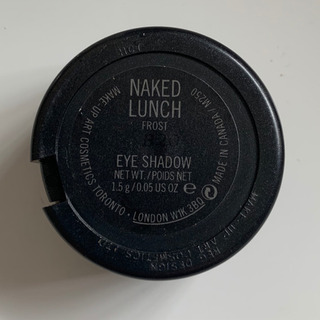 NAKED
LUNCH
FROST
EYE SHADOW
NET WT./POIDS NET
1.5 g / 0.05 US OZ ℮
MAKE-UP ART COSMETICS TORONTO • LONDON W1K 3BQ MADE IN CANADA/M250